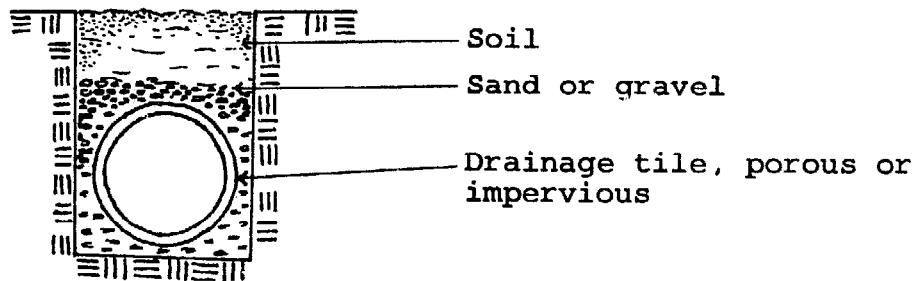 Soil
Sand or gravel
Drainage tile, porous or
impervious